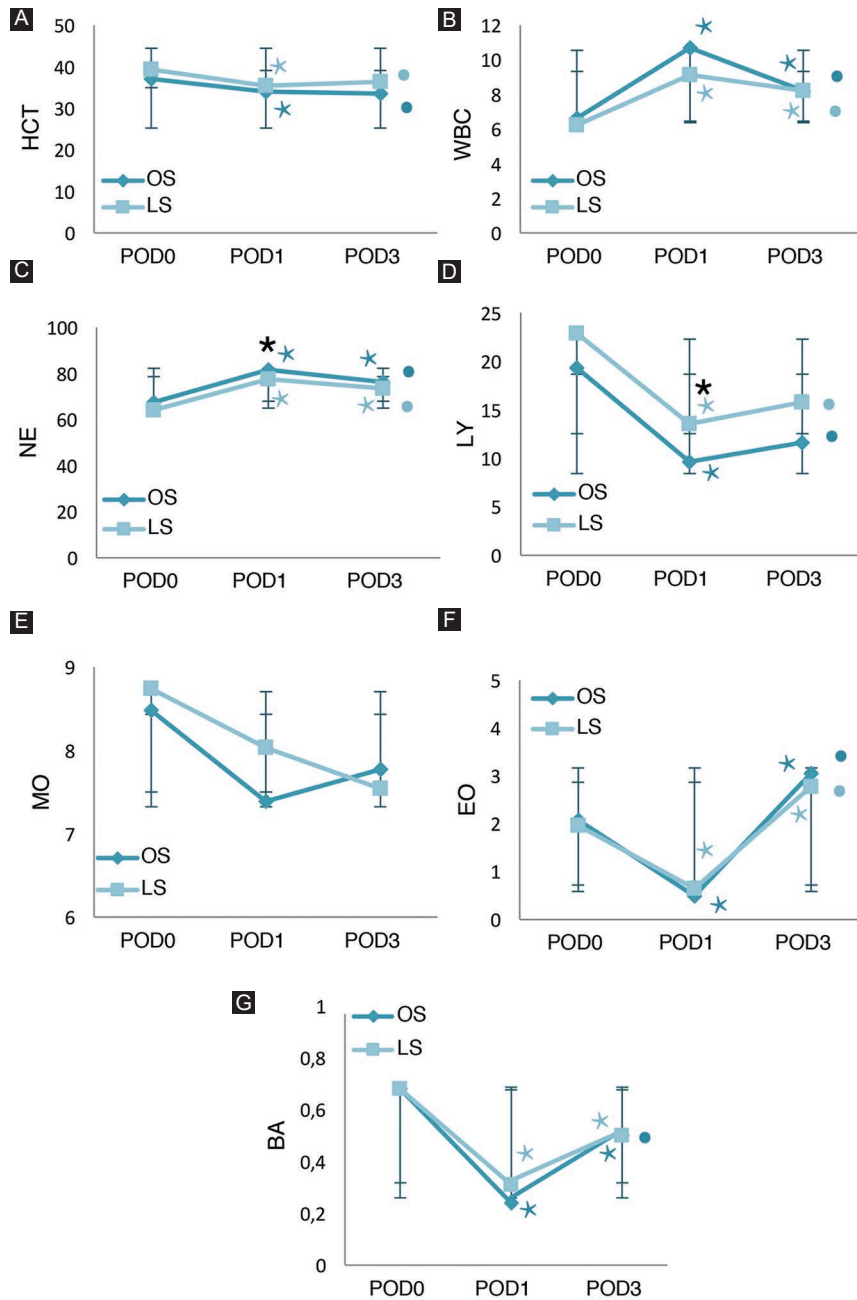 A
50
40
30
20
10
0
HCT
OS
LS
POD0 POD1 POD3
B
12
10
8
6
4
2
0
WBC
OS
LS
POD0 POD1 POD3
C
100
80
60
40
20
0
NE
*
OS
LS
POD0 POD1 POD3
D
25
20
15
10
5
0
LY
*
OS
LS
POD0 POD1 POD3
E
9
8
7
6
MO
OS
LS
POD0 POD1 POD3
F
5
4
3
2
1
0
EO
OS
LS
POD0 POD1 POD3
G
1
0,8
0,6
0,4
0,2
0
BA
OS
LS
POD0 POD1 POD3